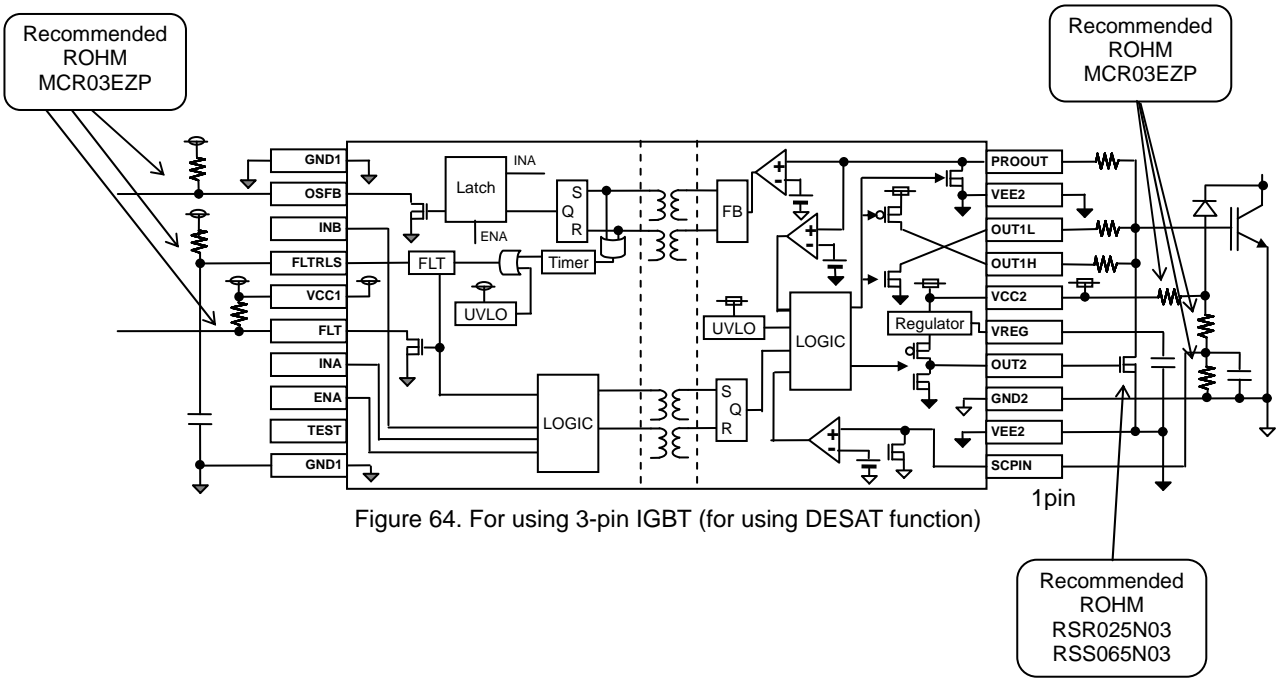 Recommended
ROHM
MCR03EZP
Recommended
ROHM
MCR03EZP
GND1
OSFB
INB
FLTRLS
VCC1
FLT
INA
ENA
TEST
GND1
Latch
INA
ENA
S
Q
R
FLT
Timer
UVLO
LOGIC
FB
+
-
+
-
UVLO
LOGIC
Regulator
S
Q
R
+
-
PROOUT
VEE2
OUT1L
OUT1H
VCC2
VREG
OUT2
GND2
VEE2
SCPIN
1pin
Figure 64. For using 3-pin IGBT (for using DESAT function)
Recommended
ROHM
RSR025N03
RSS065N03